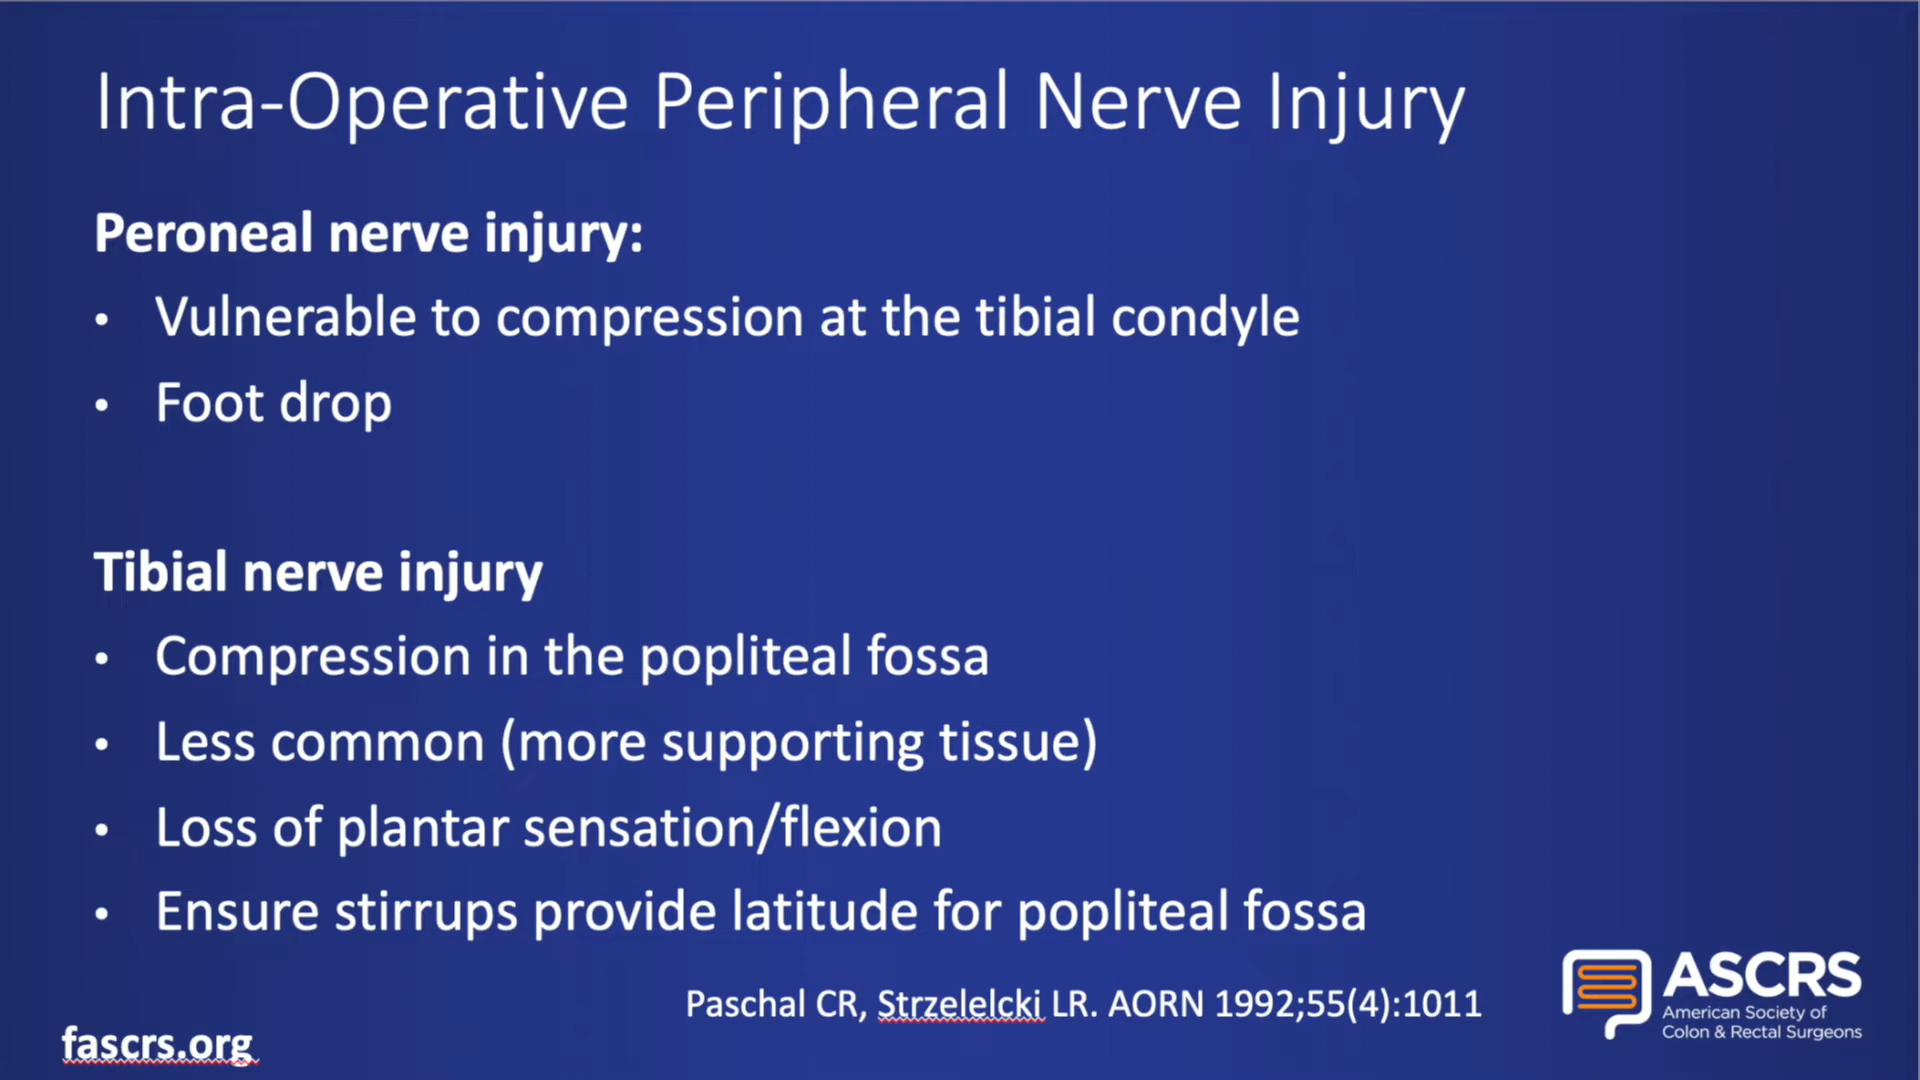 Intra-Operative Peripheral Nerve Injury
Peroneal nerve injury:
• Vulnerable to compression at the tibial condyle
• Foot drop
Tibial nerve injury
• Compression in the popliteal fossa
• Less common (more supporting tissue)
• Loss of plantar sensation/flexion
• Ensure stirrups provide latitude for popliteal fossa
Paschal CR, Strzelelcki LR. AORN 1992;55(4):1011
fascrs.org
ASCRS
American Society of
Colon & Rectal Surgeons